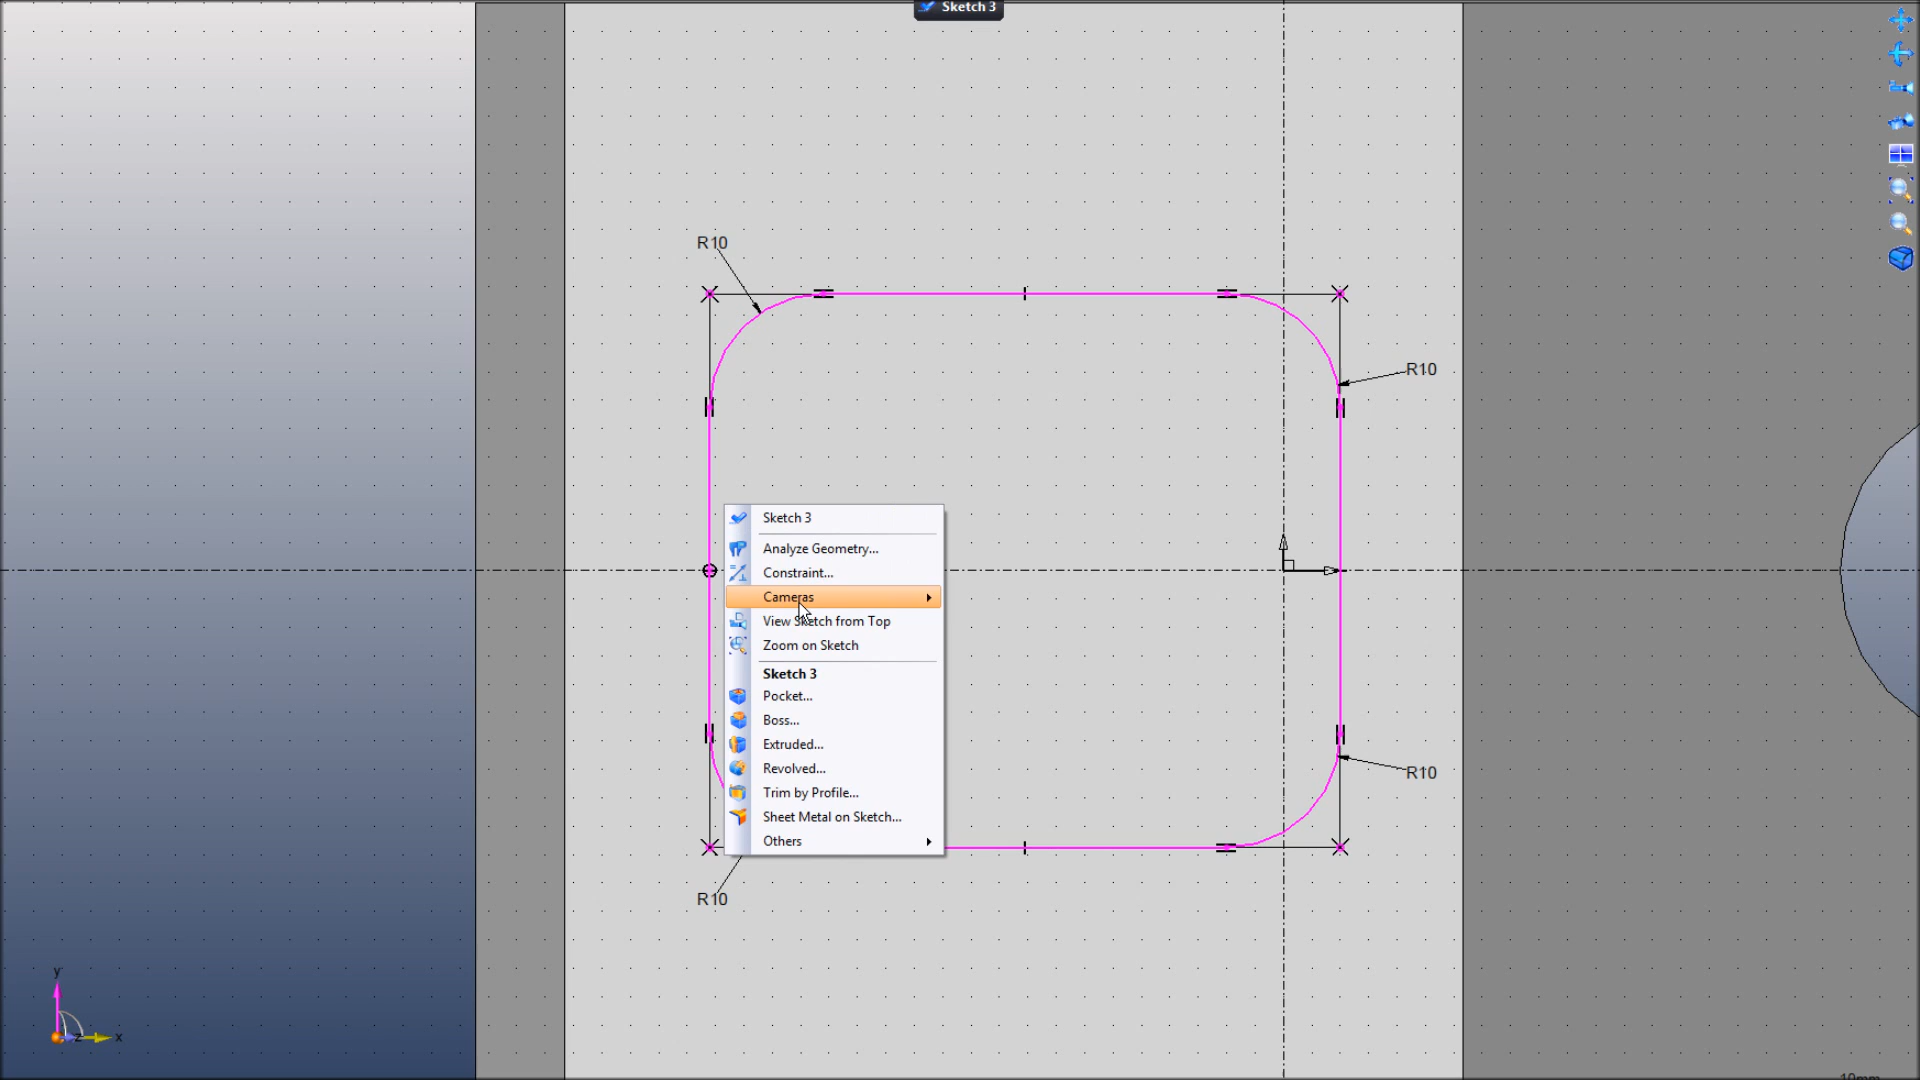 Sketch 3
R10
R10
Sketch 3
Analyze Geometry...
Constraint...
Cameras
View Sketch from Top
Zoom on Sketch
Sketch 3
Pocket...
Boss...
Extruded...
Revolved...
Trim by Profile...
Sheet Metal on Sketch...
Others
R10
R10
y
z
x
10mm